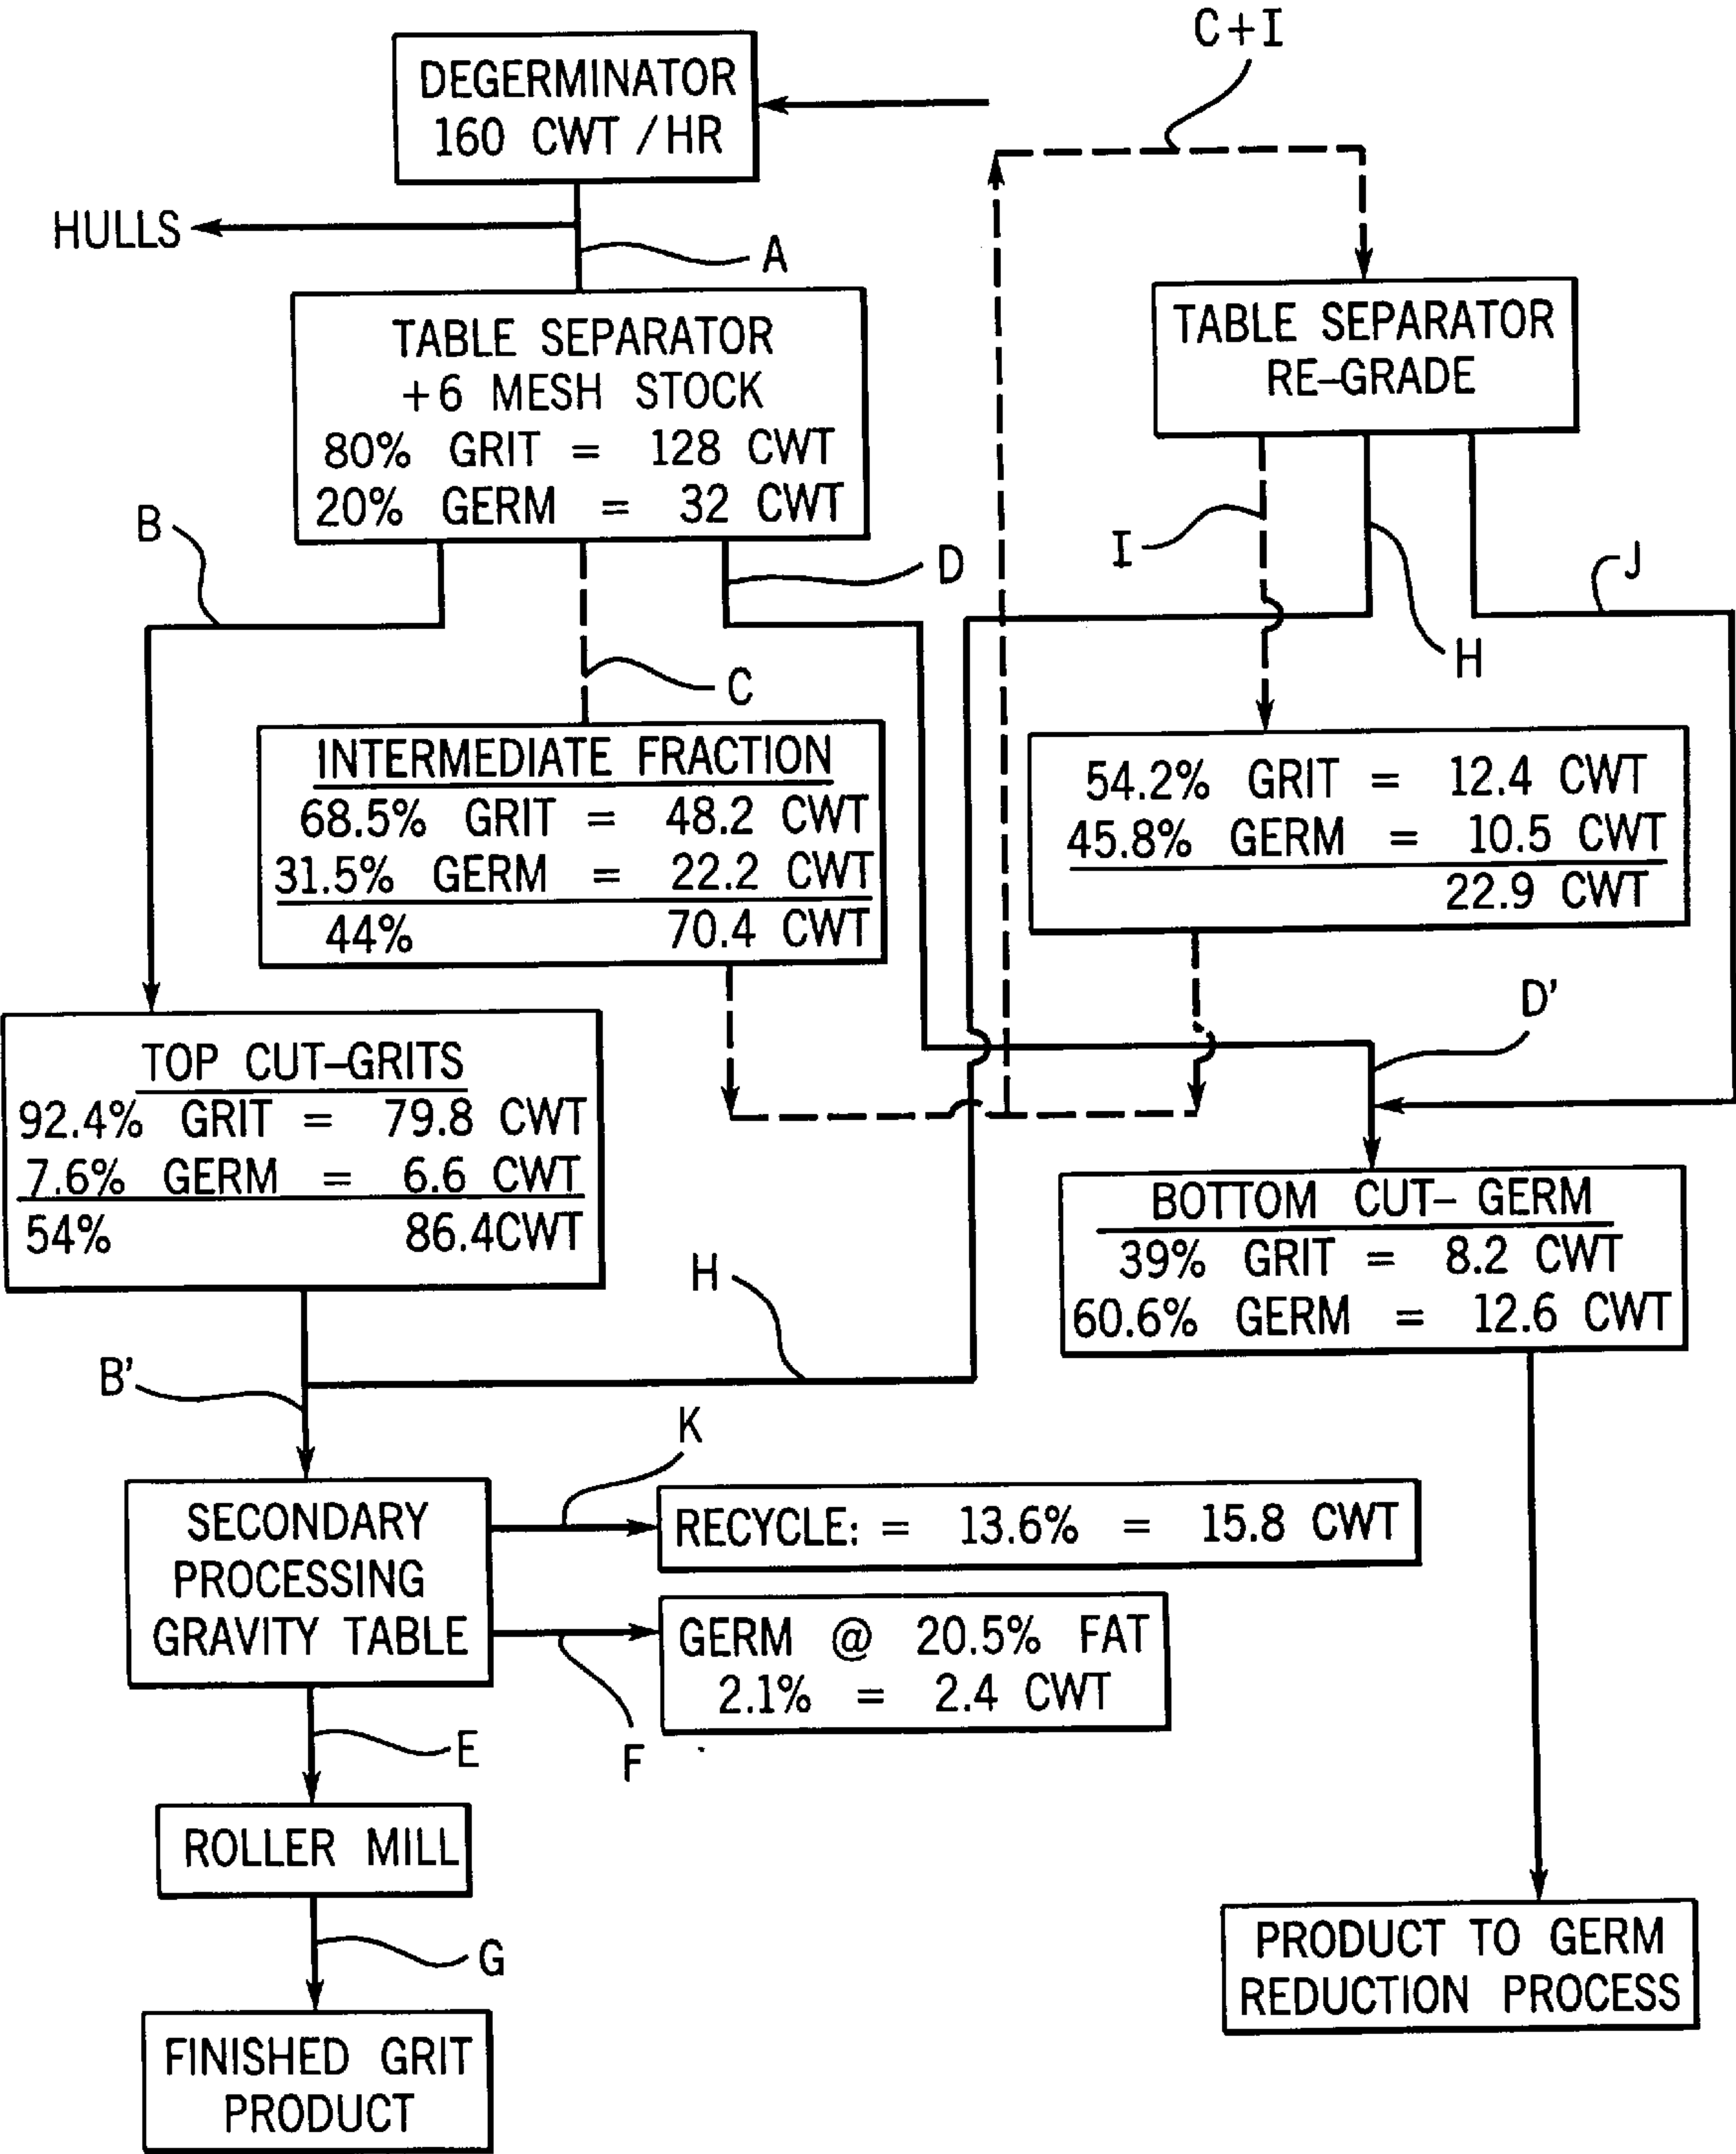 C+I
DEGERMINATOR
160 CWT /HR
HULLS
A
TABLE SEPARATOR
+6 MESH STOCK
80% GRIT = 128 CWT
20% GERM = 32 CWT
TABLE SEPARATOR
RE-GRADE
B
D
I
J
H
C
INTERMEDIATE FRACTION
68.5% GRIT = 48.2 CWT
31.5% GERM = 22.2 CWT
44% 70.4 CWT
54.2% GRIT = 12.4 CWT
45.8% GERM = 10.5 CWT
22.9 CWT
D'
TOP CUT-GRITS
92.4% GRIT = 79.8 CWT
7.6% GERM = 6.6 CWT
54% 86.4CWT
BOTTOM CUT- GERM
39% GRIT = 8.2 CWT
60.6% GERM = 12.6 CWT
H
B'
K
SECONDARY
PROCESSING
GRAVITY TABLE
RECYCLE: = 13.6% = 15.8 CWT
GERM @ 20.5% FAT
2.1% = 2.4 CWT
E
F
ROLLER MILL
G
PRODUCT TO GERM
REDUCTION PROCESS
FINISHED GRIT
PRODUCT